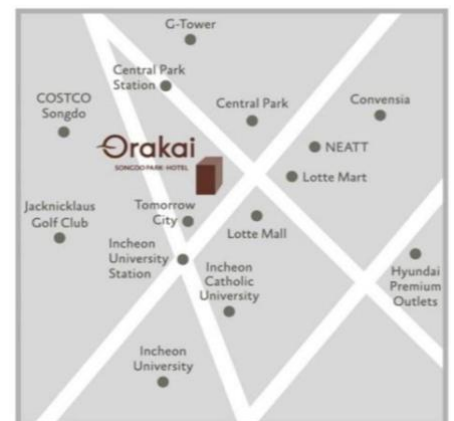 G-Tower
Central Park
Station
COSTCO
Songdo
Central Park
Convensia
Orakai
SONGDO PARK HOTEL
NEATT
Lotte Mart
Jacknicklaus
Golf Club
Tomorrow
City
Lotte Mall
Incheon
University
Station
Incheon
Catholic
University
Hyundai
Premium
Outlets
Incheon
University